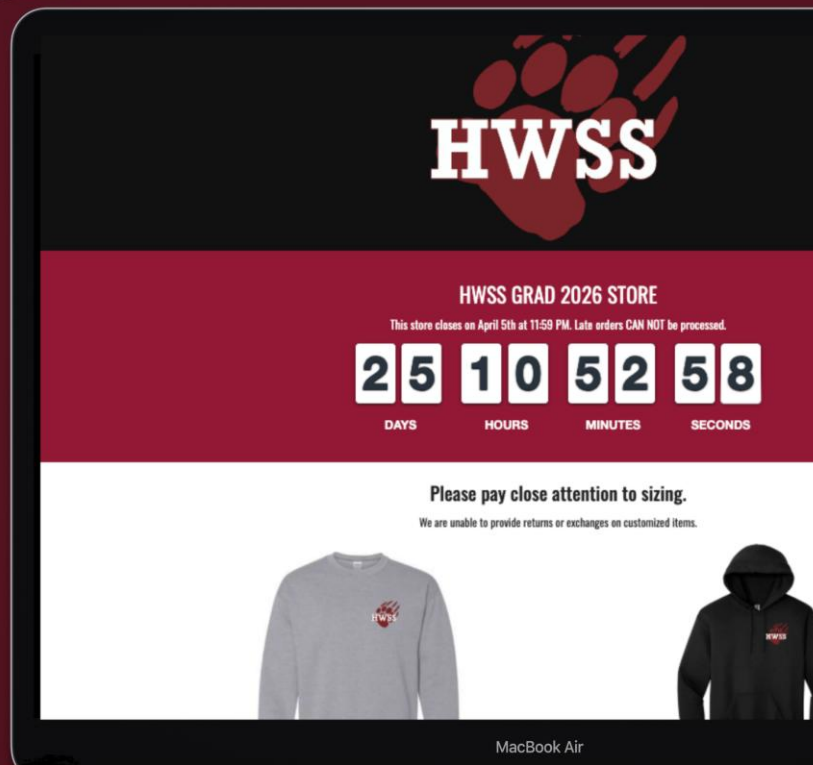 HWSS
HWSS GRAD 2026 STORE
This store closes on April 5th at 11:59 PM. Late orders CAN NOT be processed.
25 10 52 58
DAYS HOURS MINUTES SECONDS
Please pay close attention to sizing.
We are unable to provide returns or exchanges on customized items.
HWSS HWSS
MacBook Air